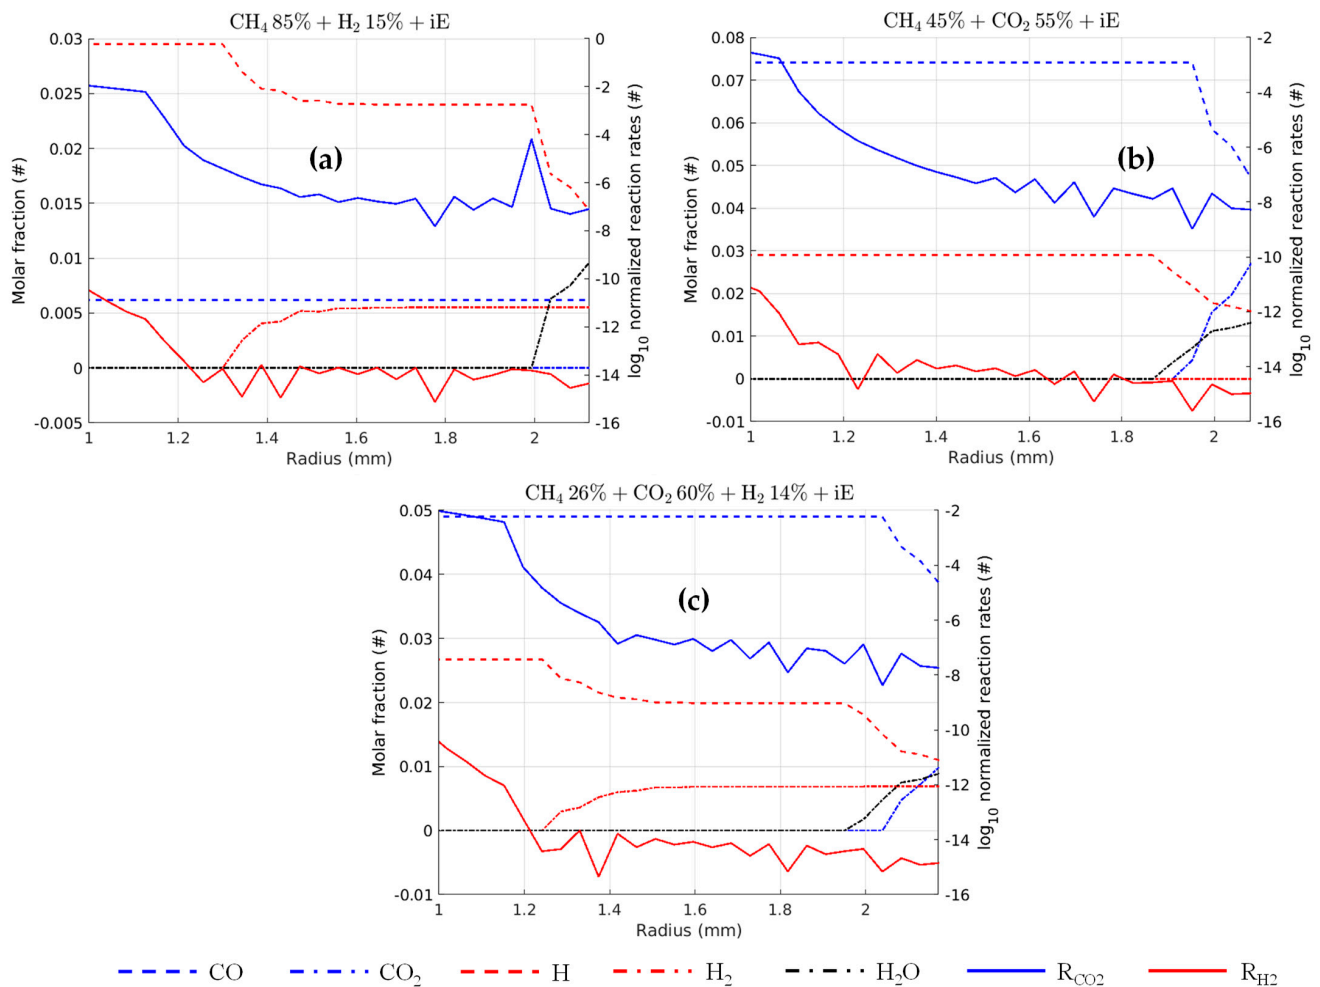 CH₄ 85% + H₂ 15% + iE
0.03
0.025
0.02
0.015
0.01
0.005
0
-0.005
Molar fraction (#)
(a)
0
-2
-4
-6
-8
-10
-12
-14
-16
log₁₀ normalized reaction rates (#)
1 1.2 1.4 1.6 1.8 2
Radius (mm)
CH₄ 45% + CO₂ 55% + iE
0.08
0.07
0.06
0.05
0.04
0.03
0.02
0.01
0
-0.01
Molar fraction (#)
(b)
-2
-4
-6
-8
-10
-12
-14
-16
log₁₀ normalized reaction rates (#)
1 1.2 1.4 1.6 1.8 2
Radius (mm)
CH₄ 26% + CO₂ 60% + H₂ 14% + iE
0.05
0.04
0.03
0.02
0.01
0
-0.01
Molar fraction (#)
(c)
-2
-4
-6
-8
-10
-12
-14
-16
log₁₀ normalized reaction rates (#)
1 1.2 1.4 1.6 1.8 2
Radius (mm)
CO CO₂ H H₂ H₂O R_CO2 R_H2